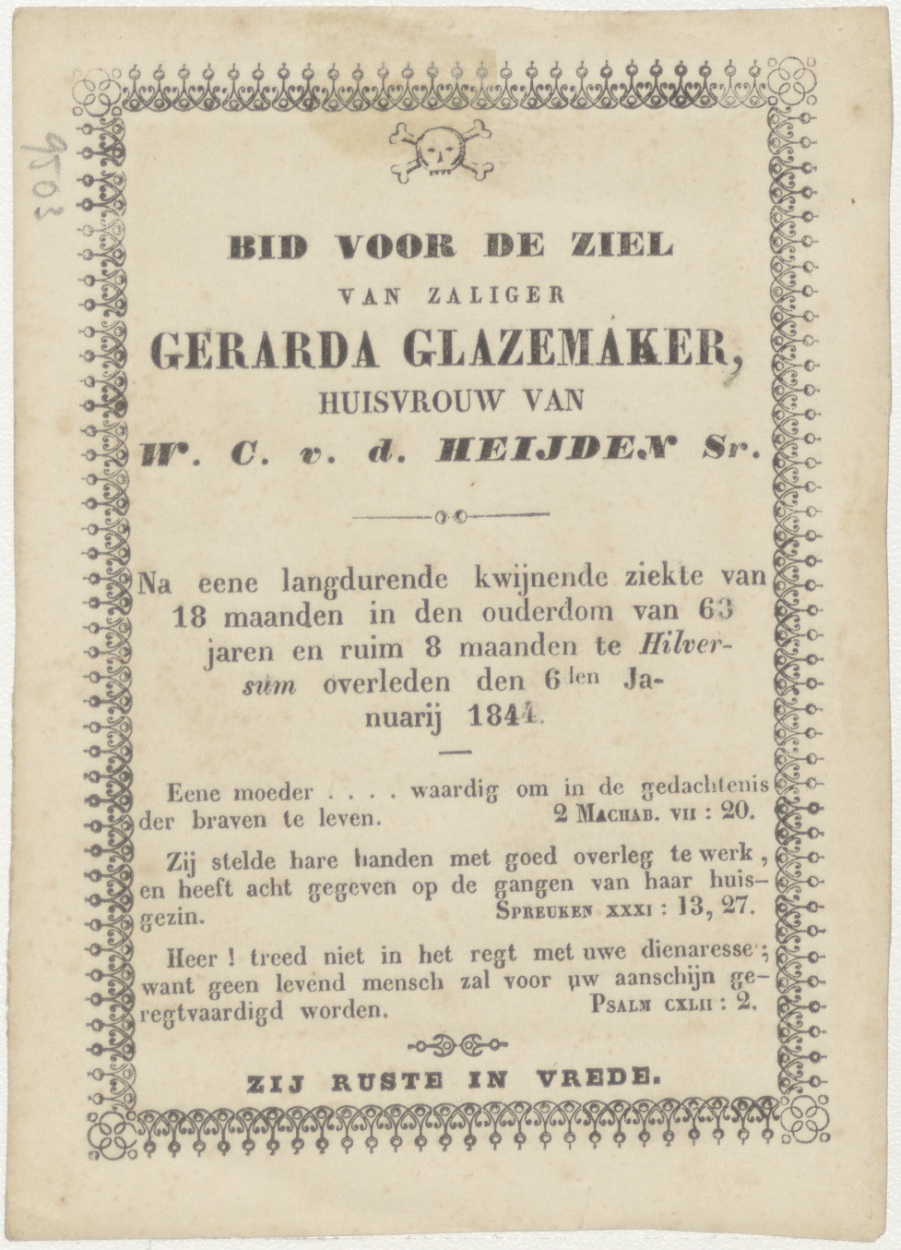 BID VOOR DE ZIEL
VAN ZALIGER
GERARDA GLAZEMAKER,
HUISVROUW VAN
W. C. v. d. HEIJDEN Sr.
Na eene langdurende kwijnende ziekte van
18 maanden in den ouderdom van 63
jaren en ruim 8 maanden te Hilver-
sum overleden den 6den Ja-
nuarij 1844.
Eene moeder . . . . waardig om in de gedachtenis
der braven te leven. 2 MACHAB. VII : 20.
Zij stelde hare handen met goed overleg te werk,
en heeft acht gegeven op de gangen van haar huis-
gezin. SPREUKEN XXXI : 13, 27.
Heer ! treed niet in het regt met uwe dienaresse;
want geen levend mensch zal voor uw aanschijn ge-
regtvaardigd worden. PSALM CXLII : 2.
ZIJ RUSTE IN VREDE.
9503